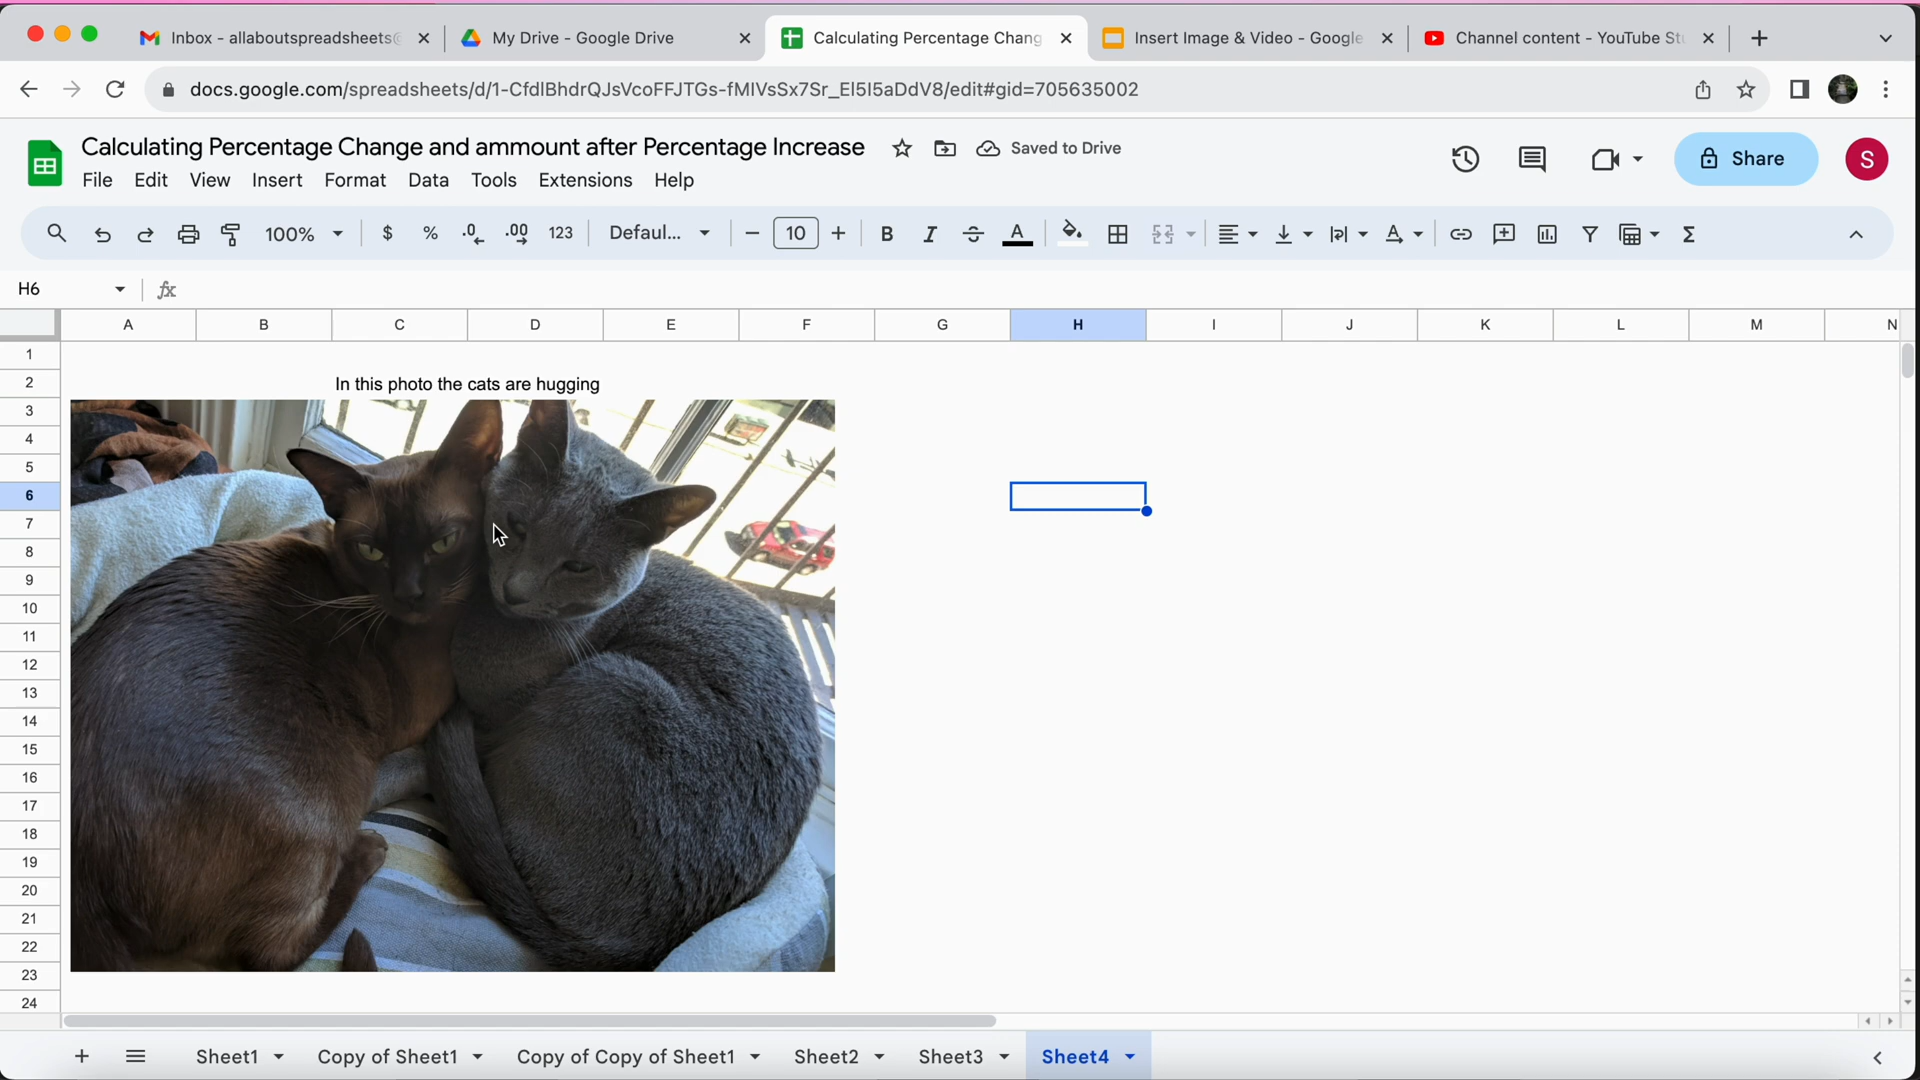 Inbox - allaboutspreadsheets@
My Drive - Google Drive
Calculating Percentage Chang
Insert Image & Video - Google
Channel content - YouTube Stu
docs.google.com/spreadsheets/d/1-CfdlBhdrQJsVcoFFJTGs-fMIVsSx7Sr_El5I5aDdV8/edit#gid=705635002
Calculating Percentage Change and ammount after Percentage Increase
Saved to Drive
Share
S
File Edit View Insert Format Data Tools Extensions Help
100% $ % .0 .00 123 Defaul... 10 B I S A
H6 fx
A B C D E F G H I J K L M N
1
2 In this photo the cats are hugging
3
4
5
6
7
8
9
10
11
12
13
14
15
16
17
18
19
20
21
22
23
24
Sheet1 Copy of Sheet1 Copy of Copy of Sheet1 Sheet2 Sheet3 Sheet4